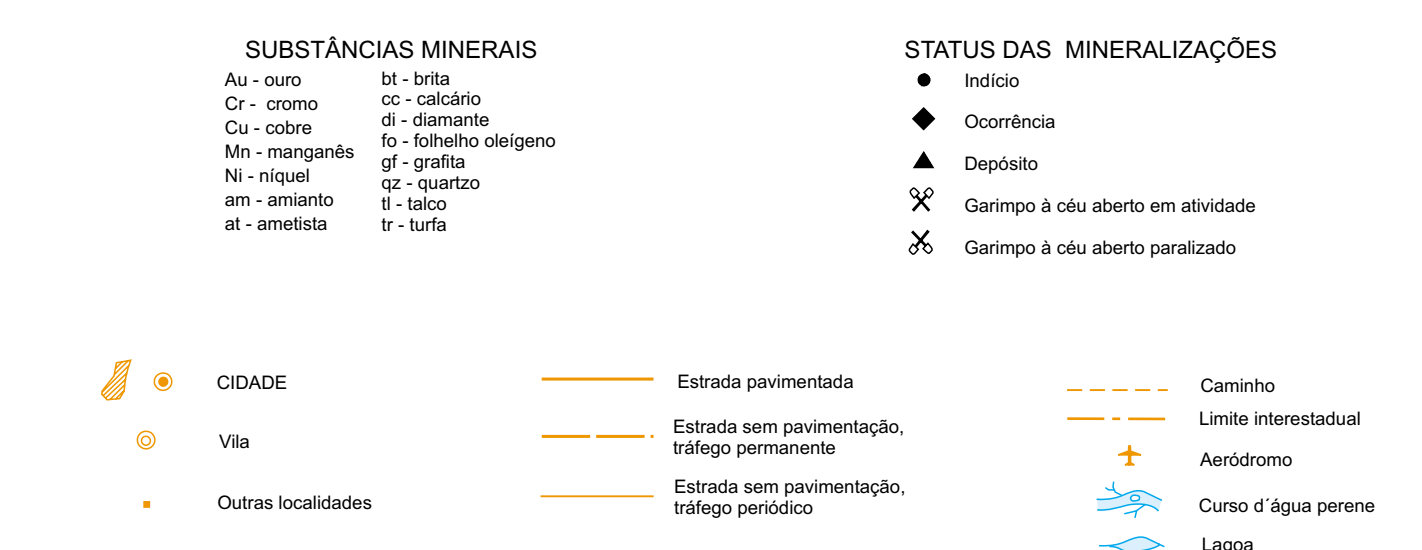 SUBSTÂNCIAS MINERAIS
Au - ouro
Cr - cromo
Cu - cobre
Mn - manganês
Ni - níquel
am - amianto
at - ametista
bt - brita
cc - calcário
di - diamante
fo - folhelho oleígeno
gf - grafita
qz - quartzo
tl - talco
tr - turfa
STATUS DAS MINERALIZAÇÕES
Indício
Ocorrência
Depósito
Garimpo à céu aberto em atividade
Garimpo à céu aberto paralizado
CIDADE
Vila
Outras localidades
Estrada pavimentada
Estrada sem pavimentação,
tráfego permanente
Estrada sem pavimentação,
tráfego periódico
Caminho
Limite interestadual
Aeródromo
Curso d´água perene
Lagoa